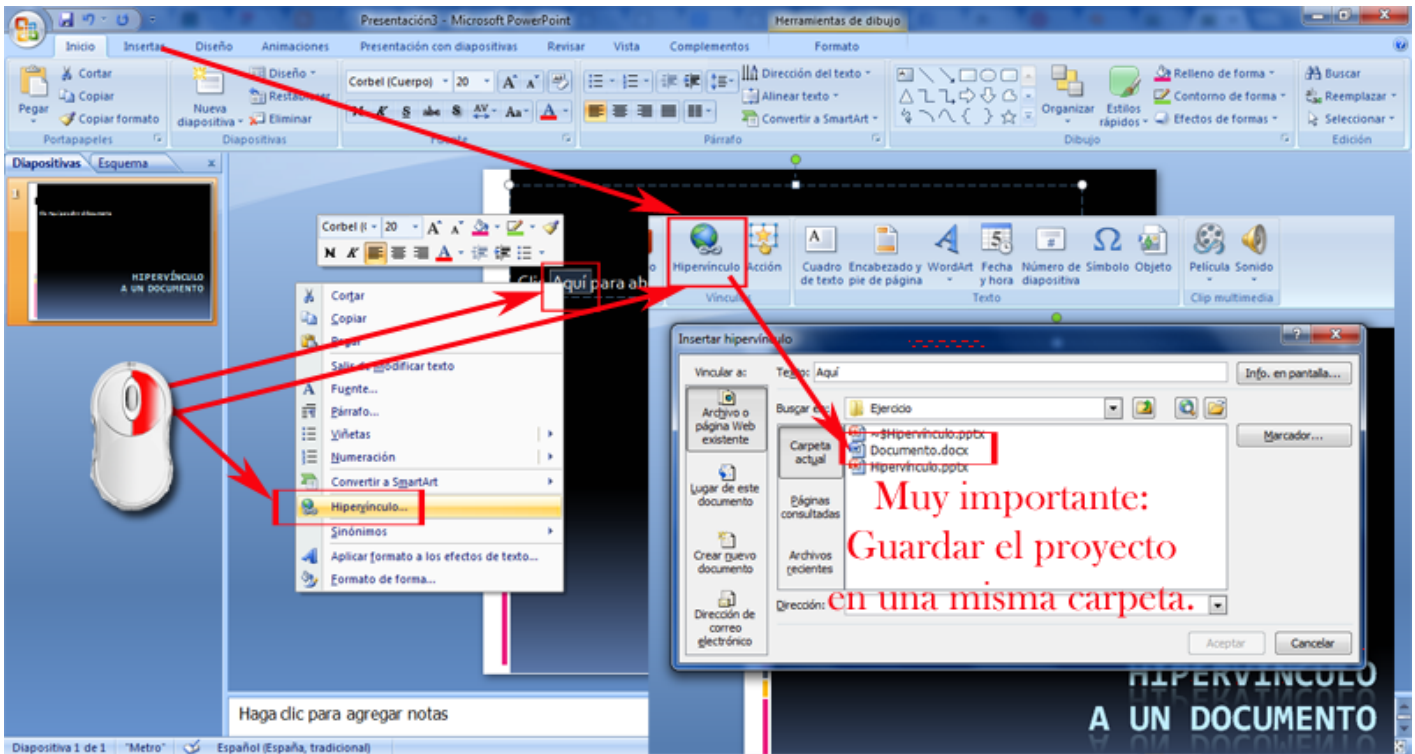 Presentación3 - Microsoft PowerPoint
Herramientas de dibujo
Inicio Insertar Diseño Animaciones Presentación con diapositivas Revisar Vista Complementos Formato
Pegar
Cortar
Copiar
Copiar formato
Portapapeles
Nueva diapositiva
Diseño
Restablecer
Eliminar
Diapositivas
Corbel (Cuerpo) 20
Fuente
Dirección del texto
Alinear texto
Convertir a SmartArt
Párrafo
Organizar
Estilos rápidos
Relleno de forma
Contorno de forma
Efectos de formas
Dibujo
Buscar
Reemplazar
Seleccionar
Edición
Diapositivas Esquema
1
HIPERVÍNCULO
A UN DOCUMENTO
Corbel (I 20
Cortar
Copiar
Pegar
Salir de modificar texto
Fuente...
Párrafo...
Viñetas
Numeración
Convertir a SmartArt
Hipervínculo...
Sinónimos
Aplicar formato a los efectos de texto...
Formato de forma...
Aquí para ab
Hipervínculo
Acción
Vínculos
Cuadro de texto
Encabezado y pie de página
WordArt
Fecha y hora
Número de diapositiva
Símbolo
Objeto
Texto
Película
Sonido
Clip multimedia
Insertar hipervínculo
Vincular a:
Texto: Aquí
Info. en pantalla...
Archivo o página Web existente
Lugar de este documento
Crear nuevo documento
Dirección de correo electrónico
Buscar en: Ejercicio
Carpeta actual
Páginas consultadas
Archivos recientes
~$Hipervínculo.pptx
Documento.docx
Hipervínculo.pptx
Marcador...
Muy importante:
Guardar el proyecto
en una misma carpeta.
Dirección:
Aceptar
Cancelar
HIPERVÍNCULO
A UN DOCUMENTO
Haga clic para agregar notas
Diapositiva 1 de 1 "Metro" Español (España, tradicional)